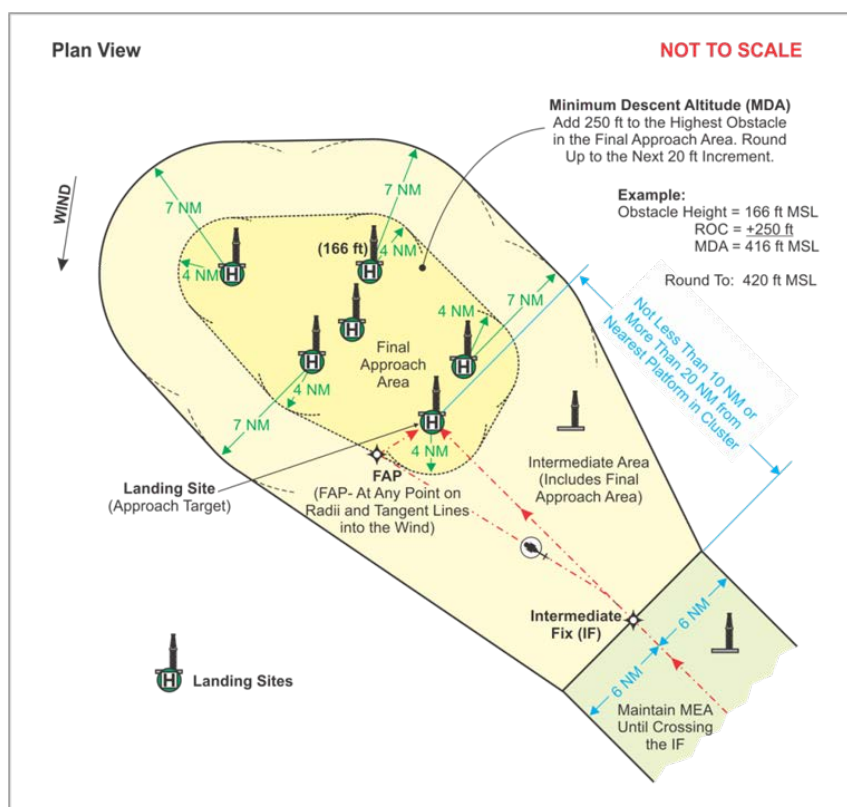 Plan View
NOT TO SCALE
Minimum Descent Altitude (MDA)
Add 250 ft to the Highest Obstacle
in the Final Approach Area. Round
Up to the Next 20 ft Increment.
Example:
Obstacle Height = 166 ft MSL
ROC = +250 ft
MDA = 416 ft MSL
Round To: 420 ft MSL
WIND
7 NM
7 NM
(166 ft)
4 NM
4 NM
H
H
7 NM
4 NM
H
H
H
Final
Approach
Area
4 NM
7 NM
H
4 NM
Not Less Than 10 NM or
More Than 20 NM from
Nearest Platform in Cluster
Landing Site
(Approach Target)
FAP
(FAP- At Any Point on
Radii and Tangent Lines
into the Wind)
Intermediate Area
(Includes Final
Approach Area)
Intermediate
Fix (IF)
6 NM
6 NM
H
Landing Sites
Maintain MEA
Until Crossing
the IF